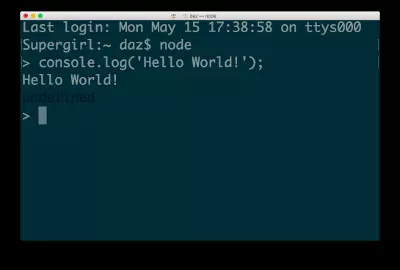 daz — node
Last login: Mon May 15 17:38:58 on ttys000
Supergirl:~ daz$ node
> console.log('Hello World!');
Hello World!
undefined
>